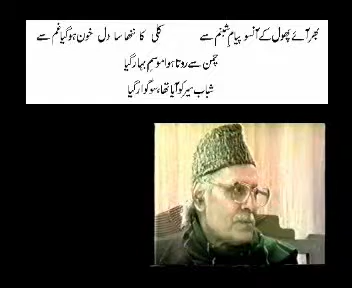 بھر آئے پھول کے آنسو پیامِ شبنم سے کلی کا ننھا سا دل خون ہو گیا غم سے
چمن سے روتا ہوا موسمِ بہار گیا
شباب سیر کو آیا تھا، سوگوار گیا